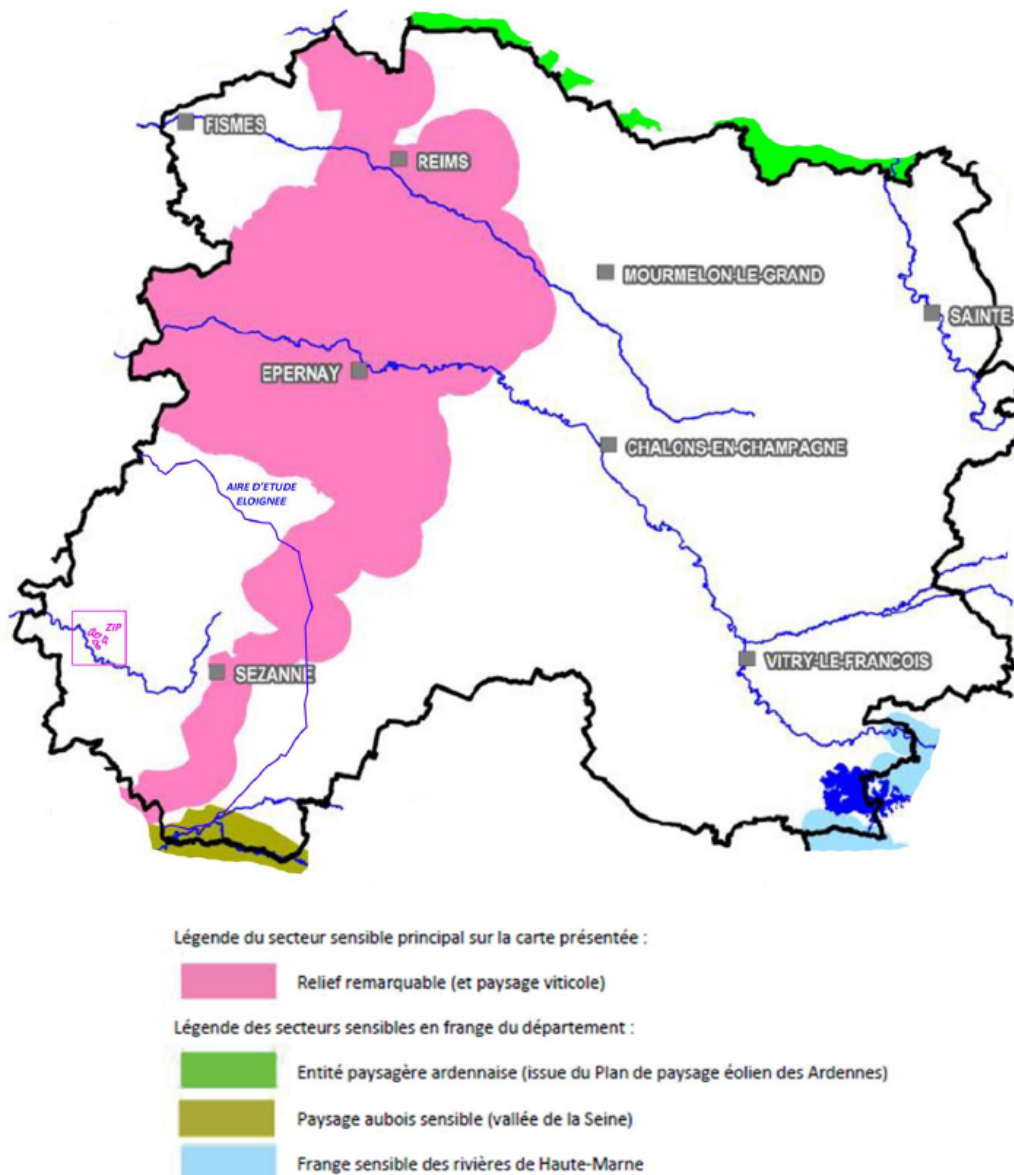 FISMES
REIMS
MOURMELON-LE-GRAND
SAINTE-
EPERNAY
CHALONS-EN-CHAMPAGNE
AIRE D'ETUDE
ELOIGNEE
ZIP
SEZANNE
VITRY-LE-FRANCOIS
Légende du secteur sensible principal sur la carte présentée :
Relief remarquable (et paysage viticole)
Légende des secteurs sensibles en frange du département :
Entité paysagère ardennaise (issue du Plan de paysage éolien des Ardennes)
Paysage aubois sensible (vallée de la Seine)
Frange sensible des rivières de Haute-Marne